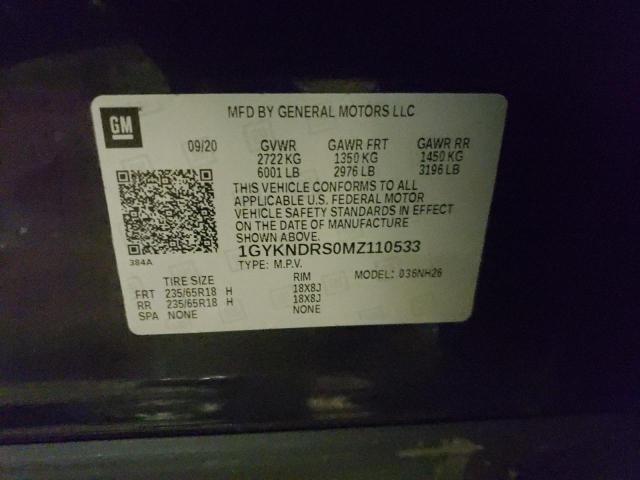 GM
MFD BY GENERAL MOTORS LLC
09/20 GVWR GAWR FRT GAWR RR
2722 KG 1350 KG 1450 KG
6001 LB 2976 LB 3196 LB
THIS VEHICLE CONFORMS TO ALL
APPLICABLE U.S. FEDERAL MOTOR
VEHICLE SAFETY STANDARDS IN EFFECT
ON THE DATE OF MANUFACTURE
SHOWN ABOVE.
384A
1GYKNDRS0MZ110533
TYPE: M.P.V. MODEL: 036NH26
TIRE SIZE RIM
FRT 235/65R18 H 18X8J
RR 235/65R18 H 18X8J
SPA NONE NONE